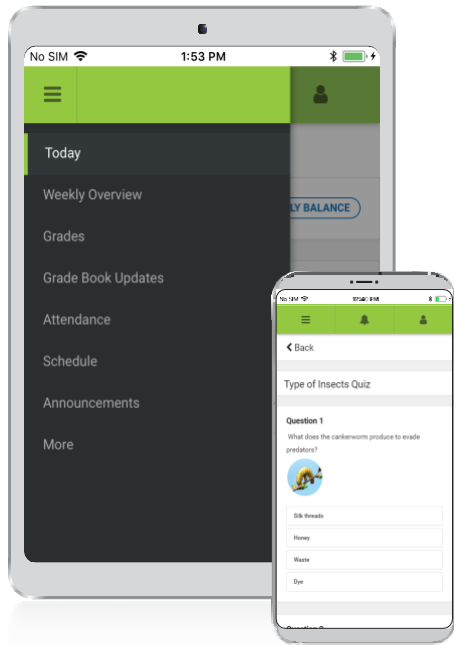 No SIM 1:53 PM
Today
Weekly Overview
LY BALANCE
Grades
Grade Book Updates
Attendance
Schedule
Announcements
More
No SIM PM
Back
Type of Insects Quiz
Question 1
What does the cankerworm produce to evade
predators?
Silk threads
Honey
Waste
Dye